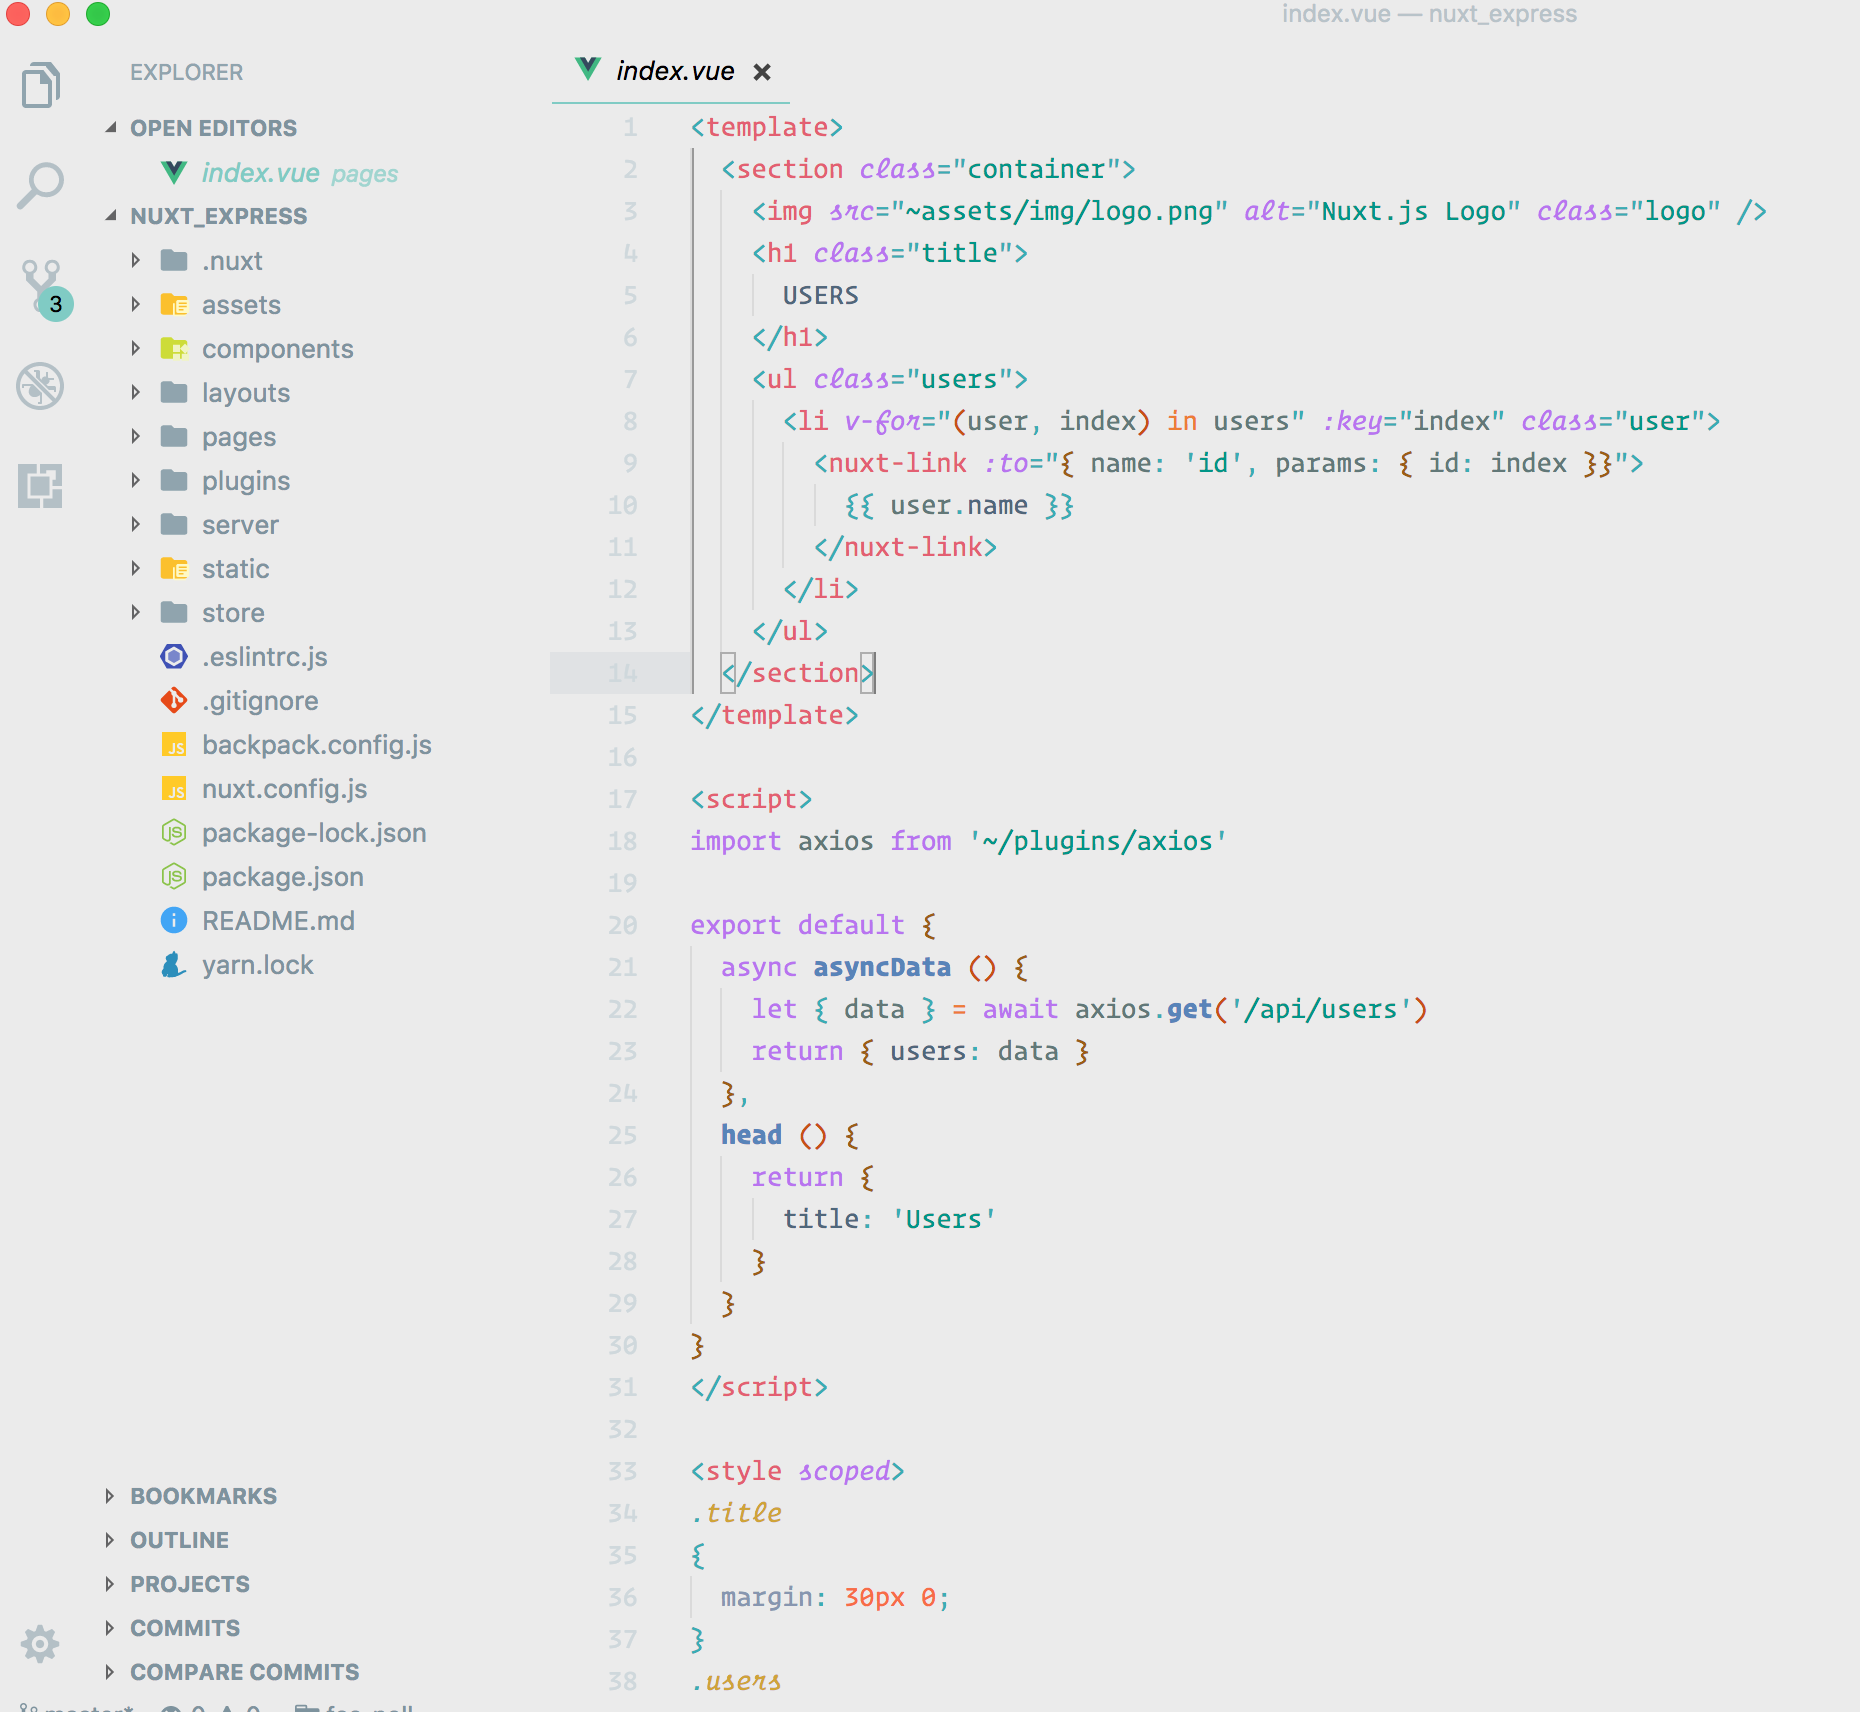 index.vue — nuxt_express
EXPLORER
OPEN EDITORS
index.vue pages
NUXT_EXPRESS
.nuxt
assets
components
layouts
pages
plugins
server
static
store
.eslintrc.js
.gitignore
JS backpack.config.js
JS nuxt.config.js
JS package-lock.json
JS package.json
README.md
yarn.lock
BOOKMARKS
OUTLINE
PROJECTS
COMMITS
COMPARE COMMITS
3
master* 0 0
index.vue ×
1 <template>
2 <section class="container">
3 <img src="~assets/img/logo.png" alt="Nuxt.js Logo" class="logo" />
4 <h1 class="title">
5 USERS
6 </h1>
7 <ul class="users">
8 <li v-for="(user, index) in users" :key="index" class="user">
9 <nuxt-link :to="{ name: 'id', params: { id: index }}">
10 {{ user.name }}
11 </nuxt-link>
12 </li>
13 </ul>
14 </section>
15 </template>
16
17 <script>
18 import axios from '~/plugins/axios'
19
20 export default {
21 async asyncData () {
22 let { data } = await axios.get('/api/users')
23 return { users: data }
24 },
25 head () {
26 return {
27 title: 'Users'
28 }
29 }
30 }
31 </script>
32
33 <style scoped>
34 .title
35 {
36 margin: 30px 0;
37 }
38 .users